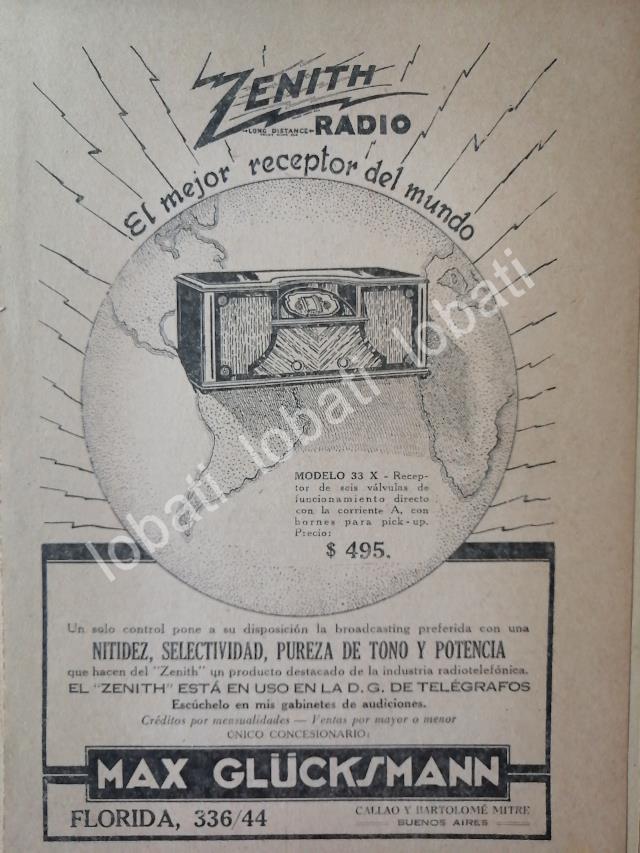 ZENITH
LONG DISTANCE
RADIO
El mejor receptor del mundo
MODELO 33 X - Recep-
tor de seis válvulas de
funcionamiento directo
con la corriente A, con
bornes para pick-up.
Precio:
$ 495.
Un solo control pone a su disposición la broadcasting preferida con una
NITIDEZ, SELECTIVIDAD, PUREZA DE TONO Y POTENCIA
que hacen del "Zenith" un producto destacado de la industria radiotelefónica.
EL "ZENITH" ESTÁ EN USO EN LA D. G. DE TELÉGRAFOS
Escúchelo en mis gabinetes de audiciones.
Créditos por mensualidades — Ventas por mayor o menor
ÚNICO CONCESIONARIO:
MAX GLÜCKSMANN
FLORIDA, 336/44
CALLAO Y BARTOLOMÉ MITRE
BUENOS AIRES
lobati lobati lobati lobati